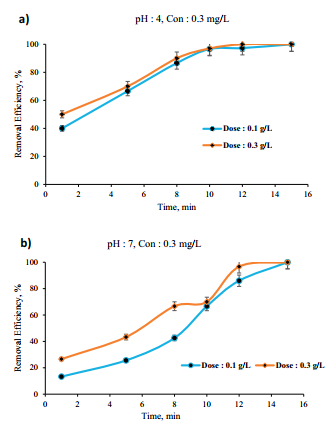 a)
pH : 4, Con : 0.3 mg/L
Removal Efficiency, %
100
80
60
40
20
0
Dose : 0.1 g/L
Dose : 0.3 g/L
0 2 4 6 8 10 12 14 16
Time, min
b)
pH : 7, Con : 0.3 mg/L
Removal Efficiency, %
100
80
60
40
20
0
Dose : 0.1 g/L Dose : 0.3 g/L
0 2 4 6 8 10 12 14 16
Time, min